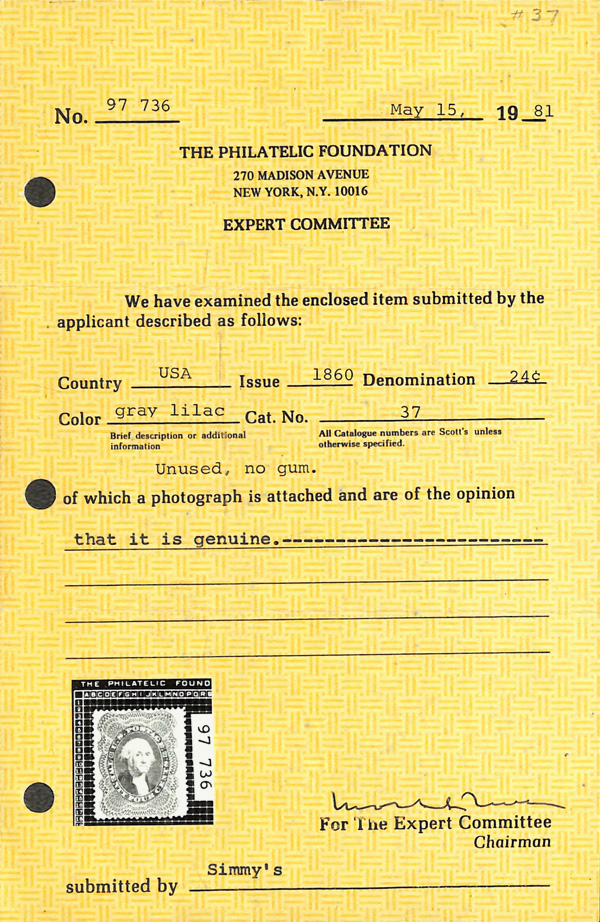 # 37
No. 97 736 May 15, 19 81
THE PHILATELIC FOUNDATION
270 MADISON AVENUE
NEW YORK, N.Y. 10016
EXPERT COMMITTEE
We have examined the enclosed item submitted by the
applicant described as follows:
Country USA Issue 1860 Denomination 24¢
Color gray lilac Cat. No. 37
Brief description or additional
information
All Catalogue numbers are Scott's unless
otherwise specified.
Unused, no gum.
of which a photograph is attached and are of the opinion
that it is genuine.-------------------------
THE PHILATELIC FOUND
ABCDEFGHIJKLMNOPQRS
97 736
For The Expert Committee
Chairman
submitted by Simmy's